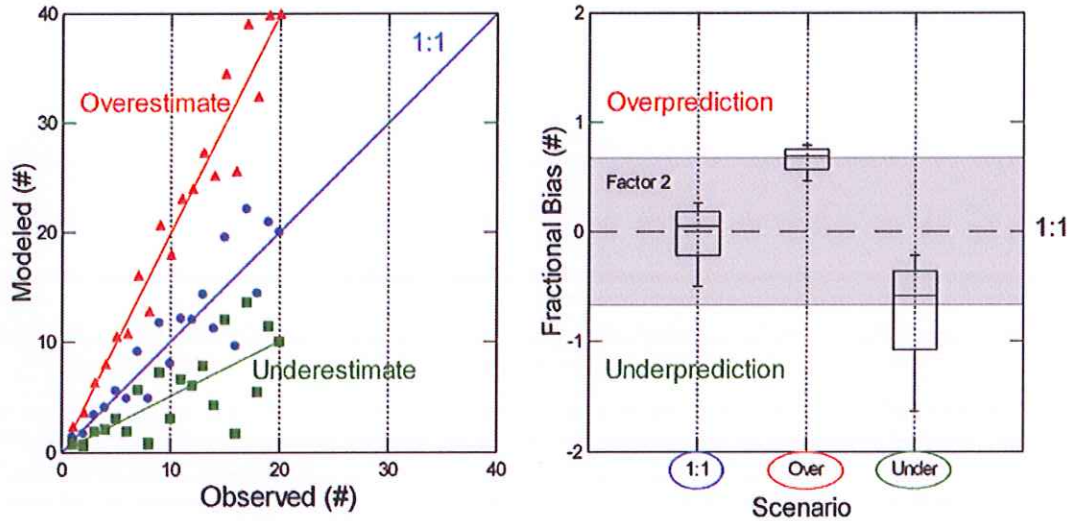 40
30
20
10
0
Modeled (#)
Overestimate
1:1
Underestimate
0
10
20
30
40
Observed (#)
2
1
0
-1
-2
Fractional Bias (#)
Overprediction
Factor 2
1:1
Underprediction
1:1
Over
Under
Scenario